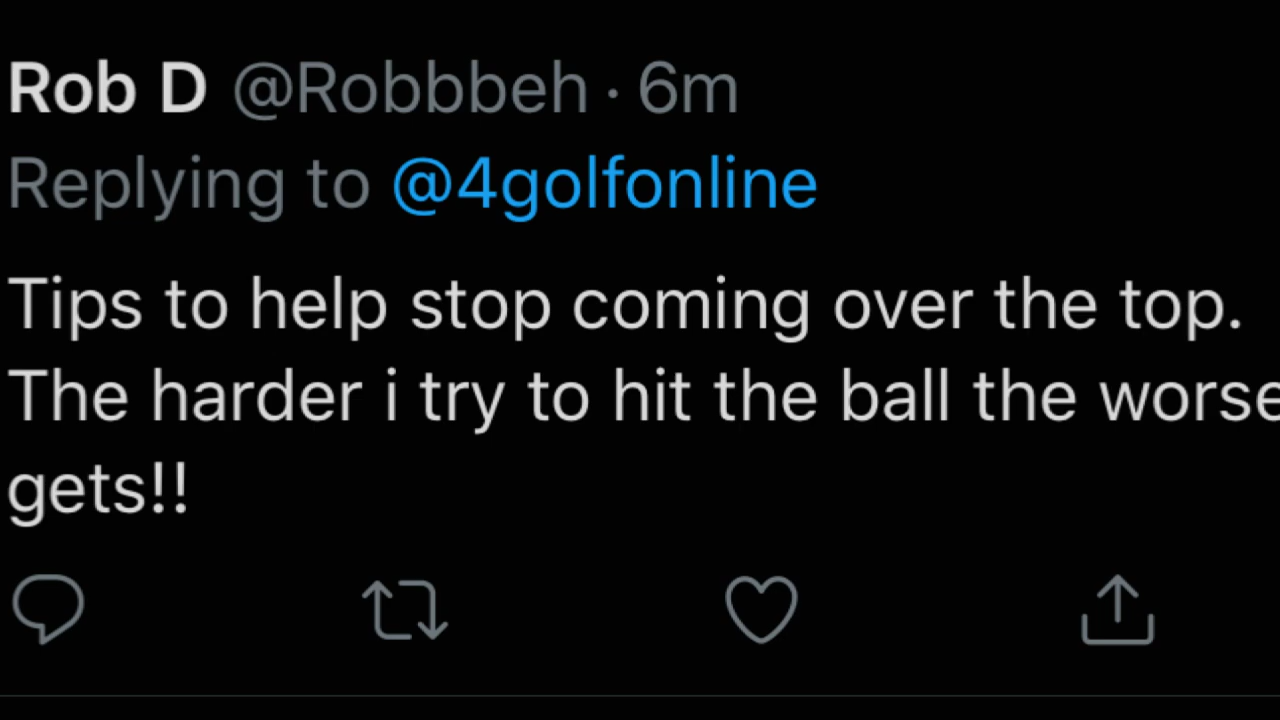 Rob D @Robbbeh · 6m
Replying to @4golfonline
Tips to help stop coming over the top.
The harder i try to hit the ball the worse
gets!!